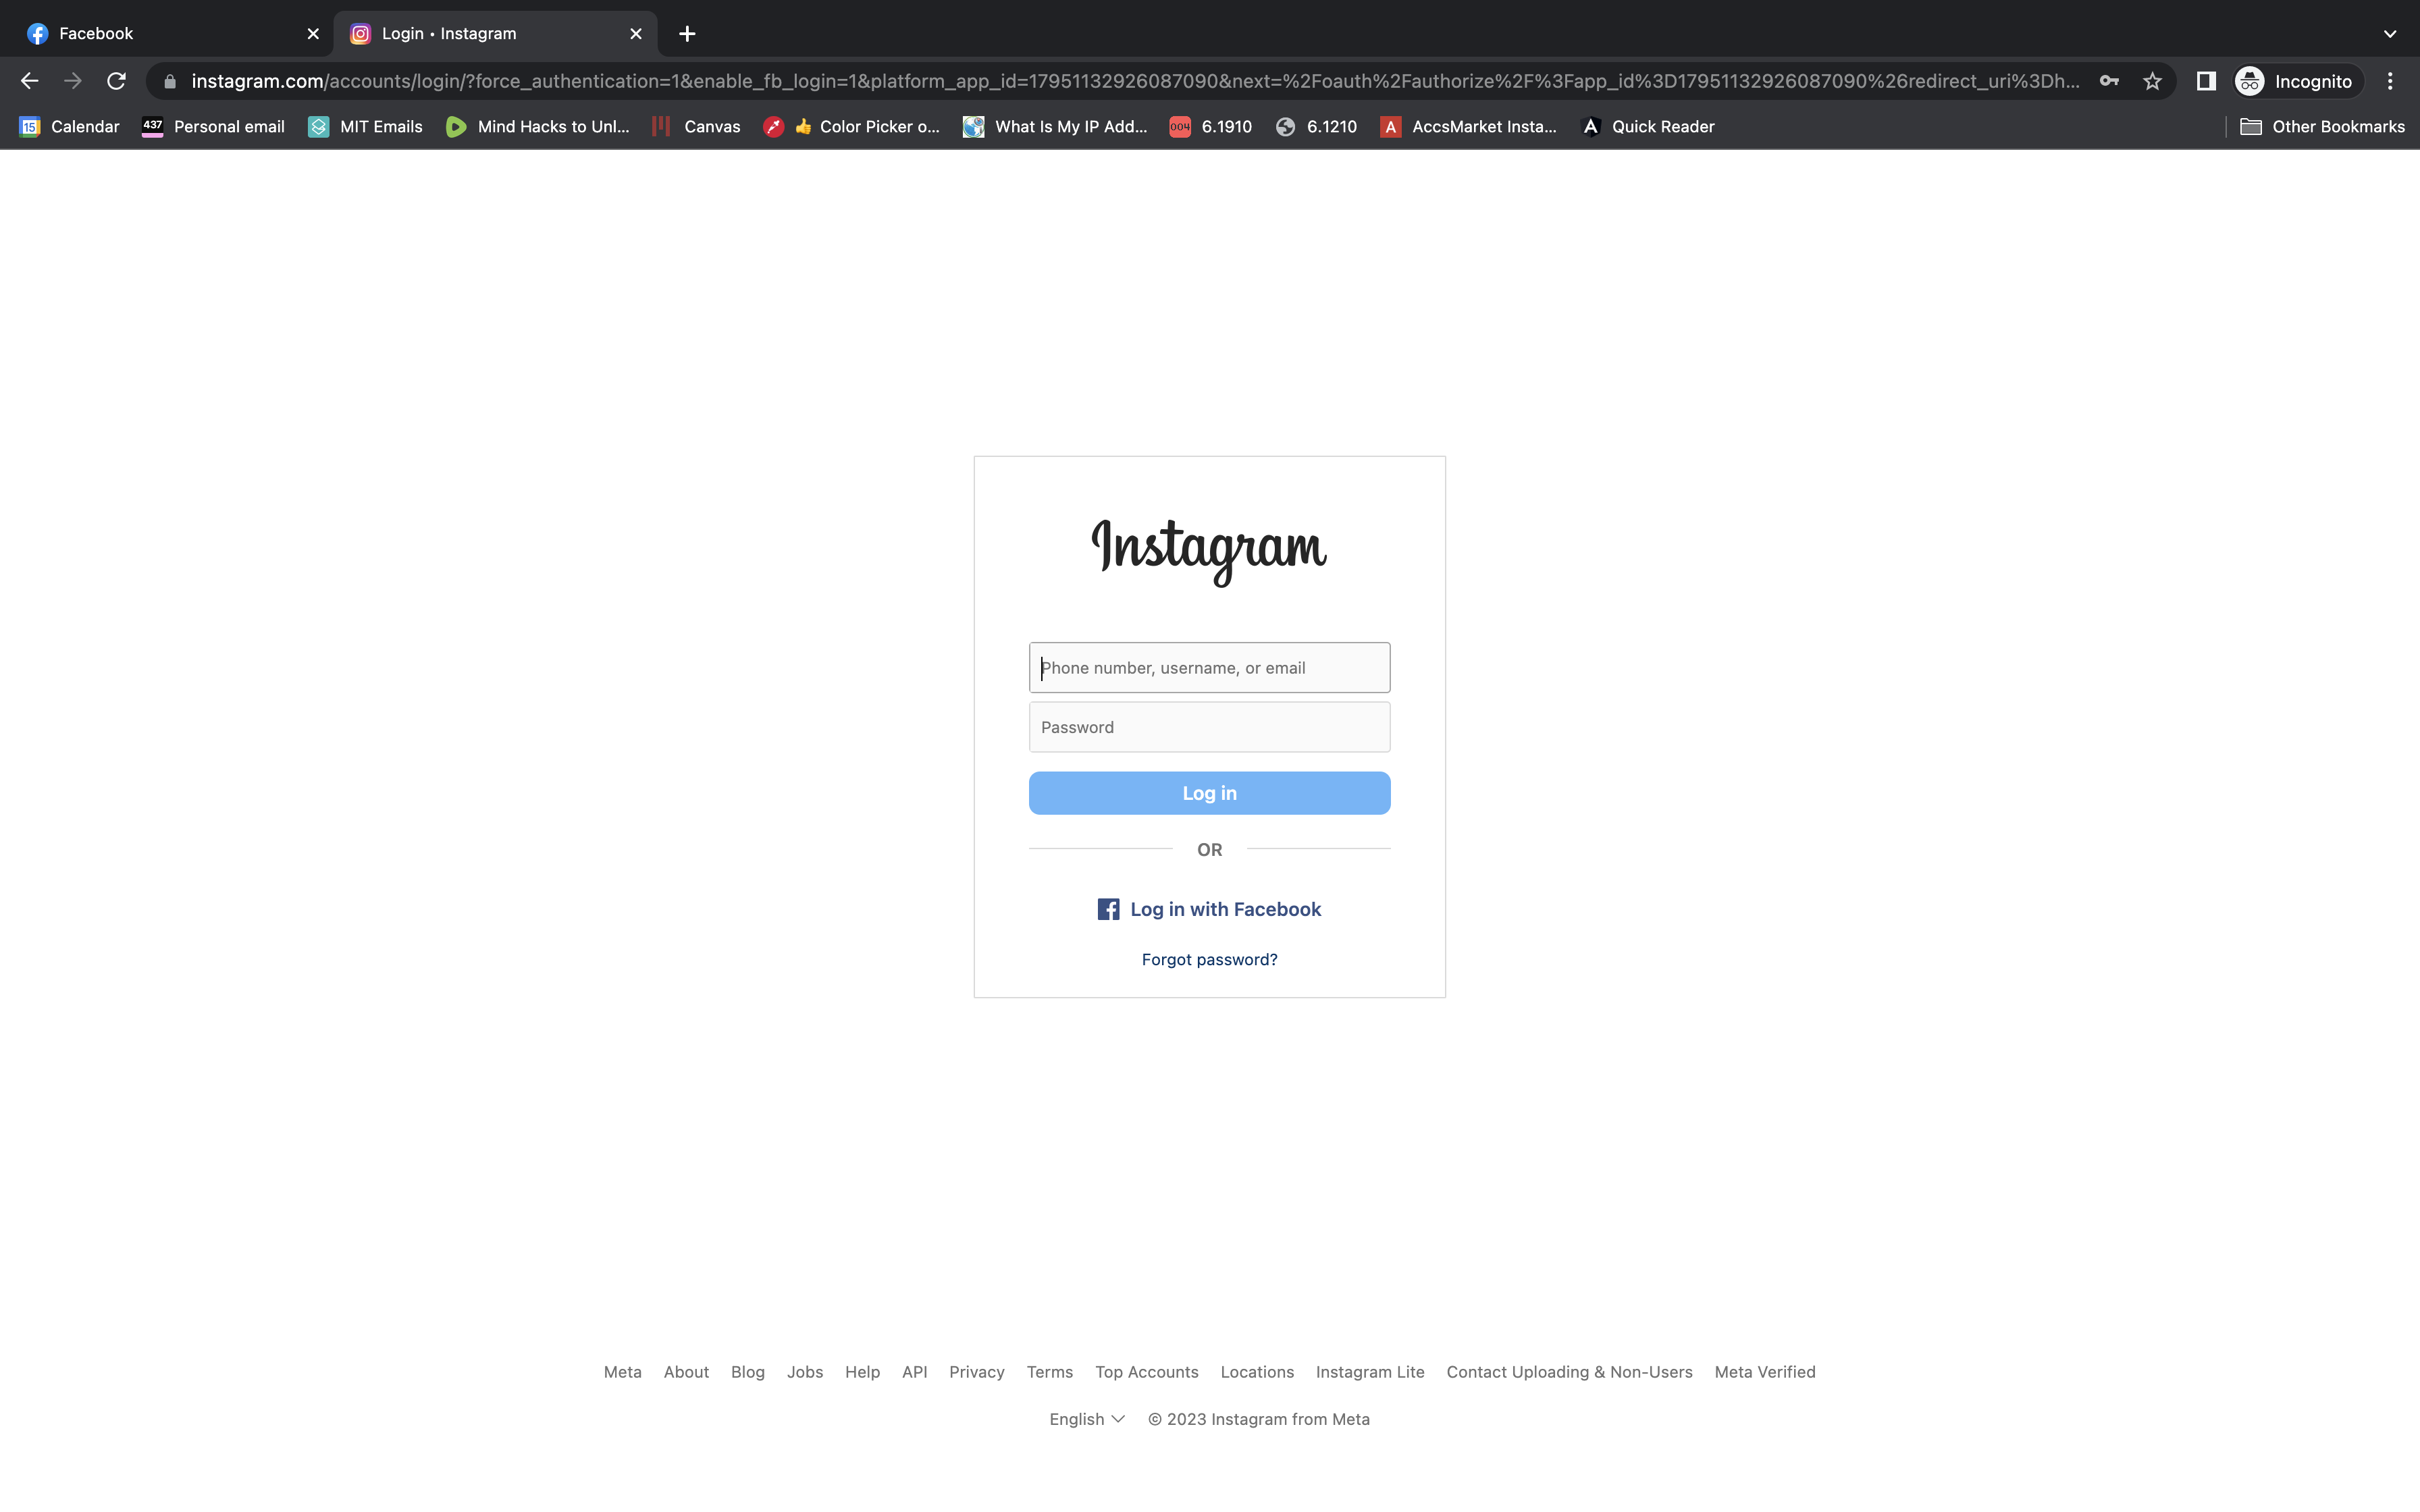 Facebook
Login • Instagram
instagram.com/accounts/login/?force_authentication=1&enable_fb_login=1&platform_app_id=17951132926087090&next=%2Foauth%2Fauthorize%2F%3Fapp_id%3D17951132926087090%26redirect_uri%3Dh...
Incognito
15 Calendar 437 Personal email MIT Emails Mind Hacks to Unl... Canvas 👍 Color Picker o... What Is My IP Add... 004 6.1910 6.1210 A AccsMarket Insta... A Quick Reader Other Bookmarks
Instagram
Phone number, username, or email
Password
Log in
OR
Log in with Facebook
Forgot password?
Meta About Blog Jobs Help API Privacy Terms Top Accounts Locations Instagram Lite Contact Uploading & Non-Users Meta Verified
English © 2023 Instagram from Meta